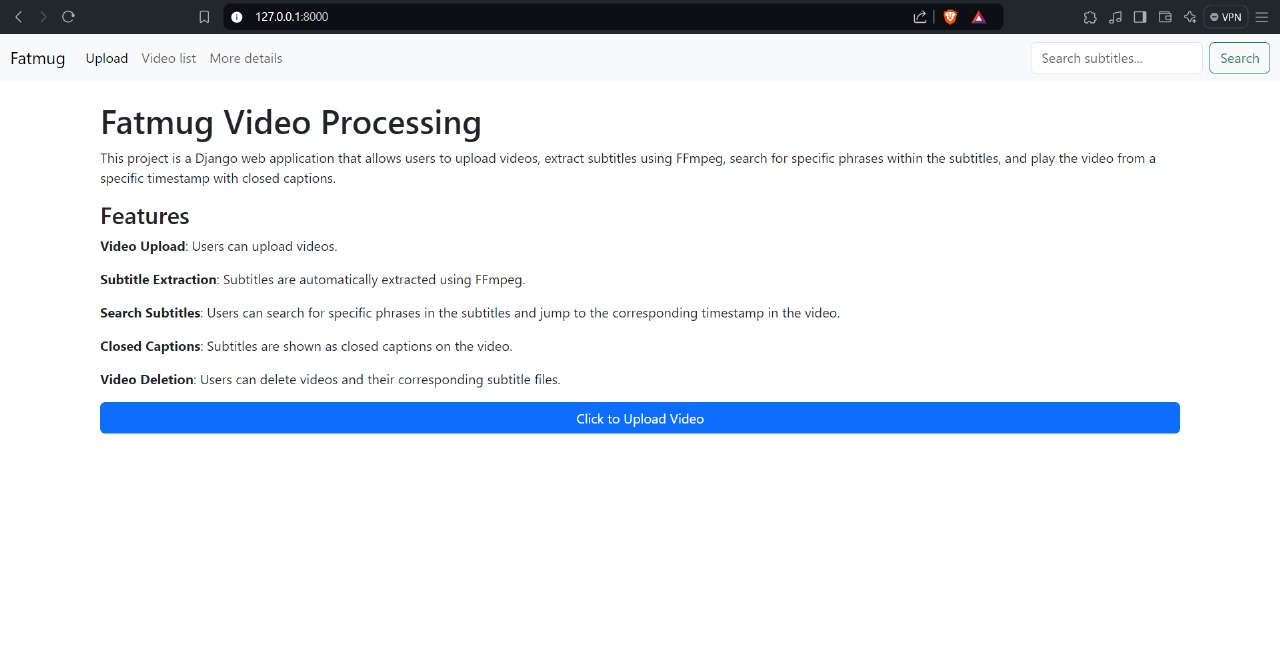 127.0.0.1:8000
VPN
Fatmug Upload Video list More details Search subtitles... Search
Fatmug Video Processing
This project is a Django web application that allows users to upload videos, extract subtitles using FFmpeg, search for specific phrases within the subtitles, and play the video from a
specific timestamp with closed captions.
Features
Video Upload: Users can upload videos.
Subtitle Extraction: Subtitles are automatically extracted using FFmpeg.
Search Subtitles: Users can search for specific phrases in the subtitles and jump to the corresponding timestamp in the video.
Closed Captions: Subtitles are shown as closed captions on the video.
Video Deletion: Users can delete videos and their corresponding subtitle files.
Click to Upload Video